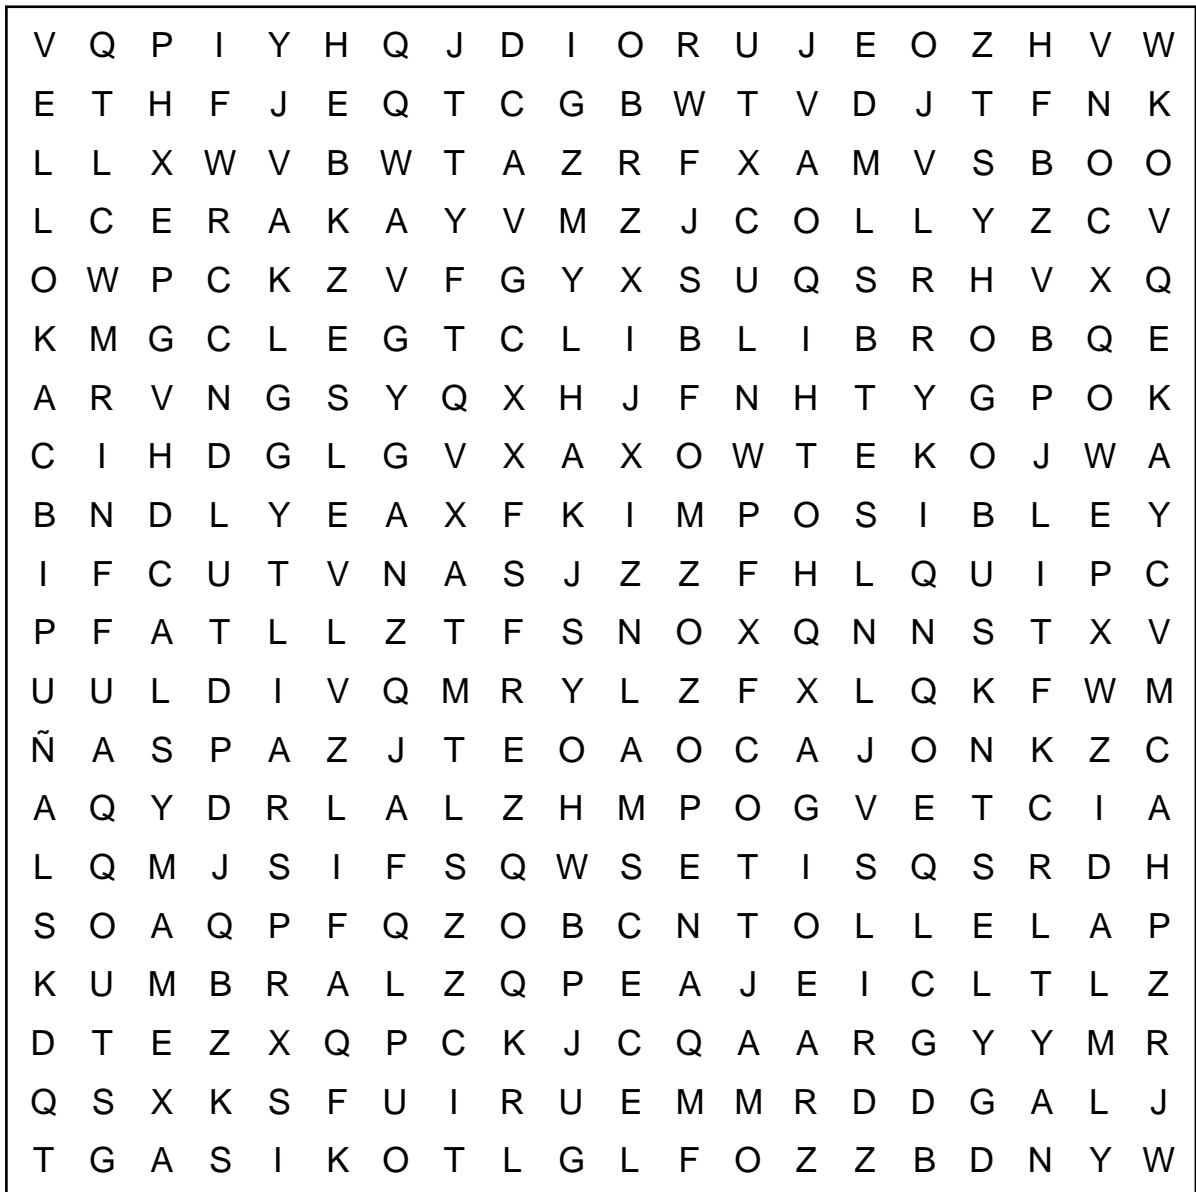 V Q P I Y H Q J D I O R U J E O Z H V W
E T H F J E Q T C G B W T V D J T F N K
L L X W V B W T A Z R F X A M V S B O O
L C E R A K A Y V M Z J C O L L Y Z C V
O W P C K Z V F G Y X S U Q S R H V X Q
K M G C L E G T C L I B L I B R O B Q E
A R V N G S Y Q X H J F N H T Y G P O K
C I H D G L G V X A X O W T E K O J W A
B N D L Y E A X F K I M P O S I B L E Y
I F C U T V N A S J Z Z F H L Q U I P C
P F A T L L Z T F S N O X Q N N S T X V
U U L D I V Q M R Y L Z F X L Q K F W M
Ñ A S P A Z J T E O A O C A J O N K Z C
A Q Y D R L A L Z H M P O G V E T C I A
L Q M J S I F S Q W S E T I S Q S R D H
S O A Q P F Q Z O B C N T O L L E L A P
K U M B R A L Z Q P E A J E I C L T L Z
D T E Z X Q P C K J C Q A A R G Y Y M R
Q S X K S F U I R U E M M R D D G A L J
T G A S I K O T L G L F O Z Z B D N Y W